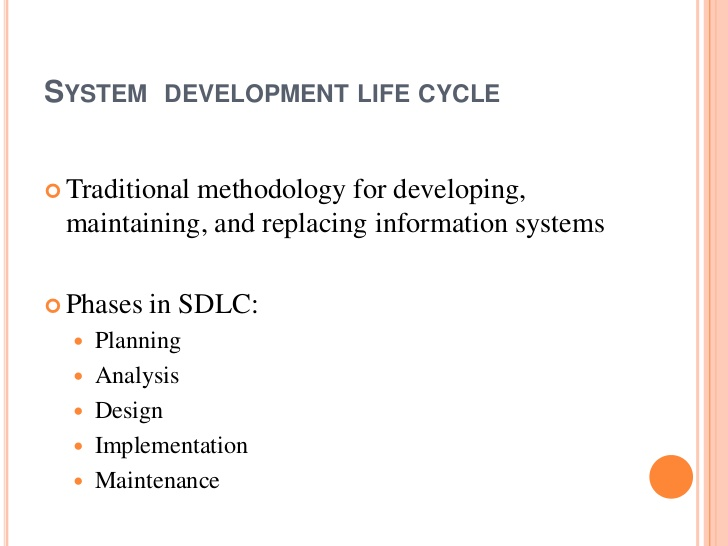 SYSTEM DEVELOPMENT LIFE CYCLE
Traditional methodology for developing,
maintaining, and replacing information systems
Phases in SDLC:
Planning
Analysis
Design
Implementation
Maintenance